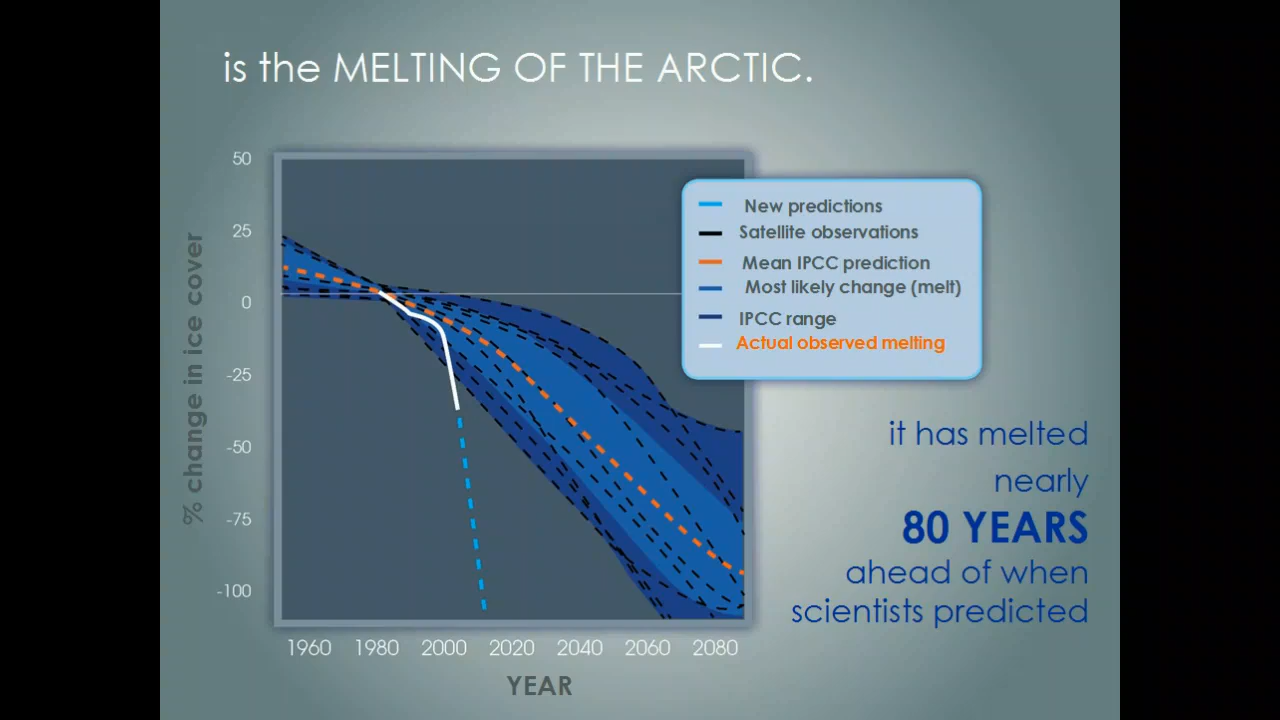 is the MELTING OF THE ARCTIC.
50
25
0
-25
-50
-75
-100
% change in ice cover
1960 1980 2000 2020 2040 2060 2080
YEAR
New predictions
Satellite observations
Mean IPCC prediction
Most likely change (melt)
IPCC range
Actual observed melting
it has melted
nearly
80 YEARS
ahead of when
scientists predicted